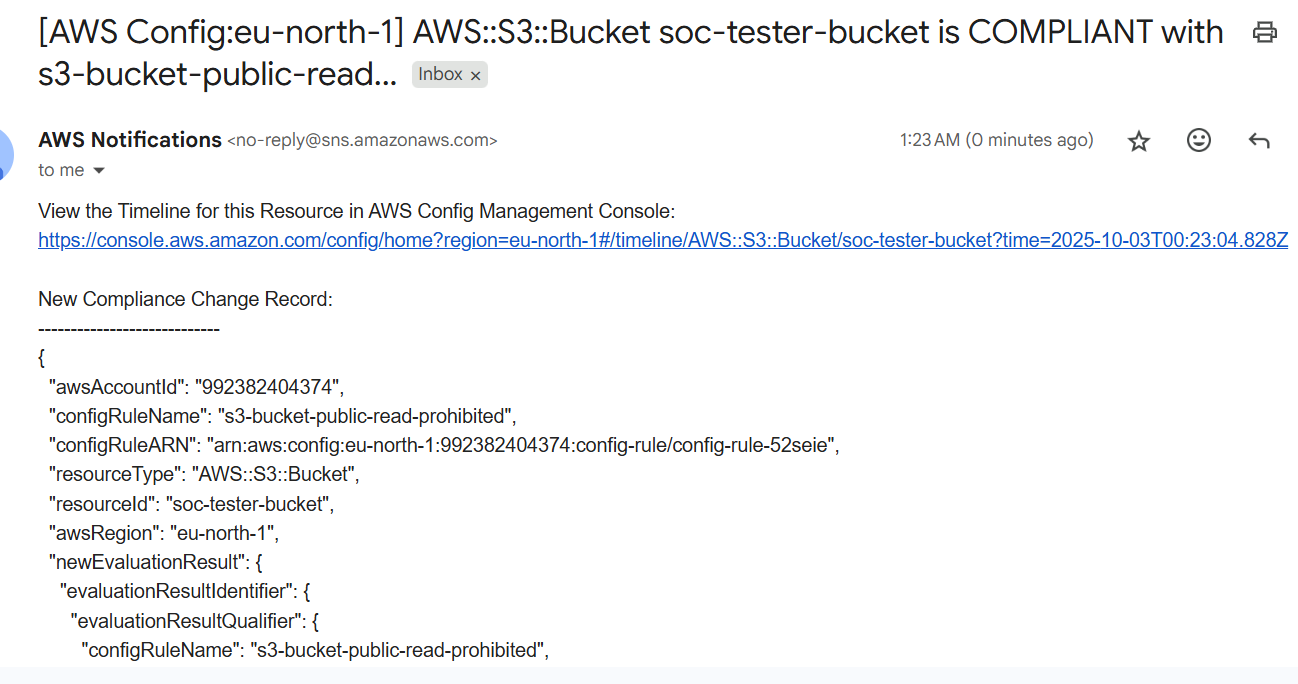 [AWS Config:eu-north-1] AWS::S3::Bucket soc-tester-bucket is COMPLIANT with
s3-bucket-public-read... Inbox ×
AWS Notifications <no-reply@sns.amazonaws.com> 1:23 AM (0 minutes ago)
to me
View the Timeline for this Resource in AWS Config Management Console:
https://console.aws.amazon.com/config/home?region=eu-north-1#/timeline/AWS::S3::Bucket/soc-tester-bucket?time=2025-10-03T00:23:04.828Z
New Compliance Change Record:
----------------------------
{
"awsAccountId": "992382404374",
"configRuleName": "s3-bucket-public-read-prohibited",
"configRuleARN": "arn:aws:config:eu-north-1:992382404374:config-rule/config-rule-52seie",
"resourceType": "AWS::S3::Bucket",
"resourceId": "soc-tester-bucket",
"awsRegion": "eu-north-1",
"newEvaluationResult": {
"evaluationResultIdentifier": {
"evaluationResultQualifier": {
"configRuleName": "s3-bucket-public-read-prohibited",